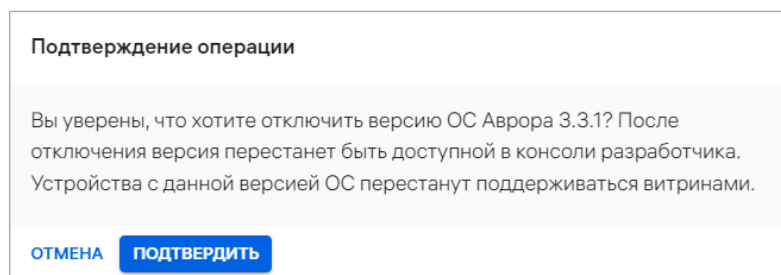 Подтверждение операции
Вы уверены, что хотите отключить версию ОС Аврора 3.3.1? После
отключения версия перестанет быть доступной в консоли разработчика.
Устройства с данной версией ОС перестанут поддерживаться витринами.
ОТМЕНА ПОДТВЕРДИТЬ